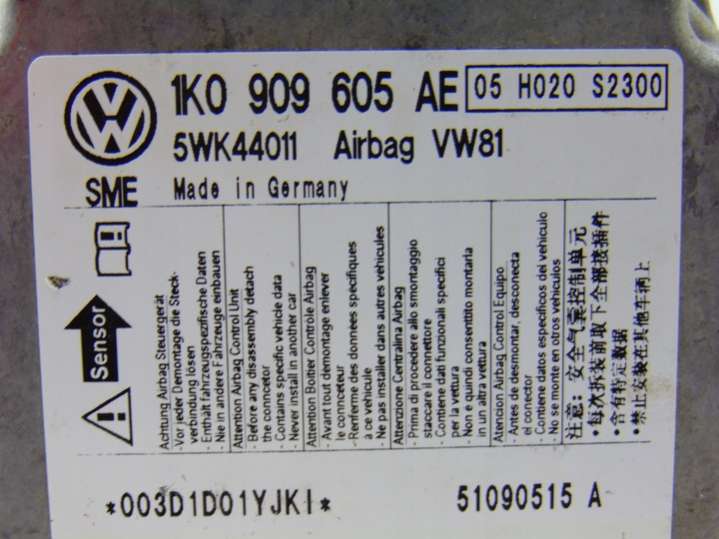 1K0 909 605 AE 05 H020 S2300
5WK44011 Airbag VW81
SME Made in Germany
Sensor
Achtung Airbag Steuergerät
- Vor jeder Demontage die Steck-
verbindung lösen
- Enthält fahrzeugspezifische Daten
- Nie in andere Fahrzeuge einbauen
Attention Airbag Control Unit
- Before any disassembly detach
the conncetor
- Contains specific vehicle data
- Never install in another car
Attention Boitier Controle Airbag
- Avant tout demontage enlever
le conncteur
- Renferme des données specifiques
a ce véhicule
- Ne pas installer dans autres véhicules
Attenzione Centralina Airbag
- Prima di procedere allo smontaggio
staccare il connettore
- Contiene dati funzionali specifici
per la vettura
- Non e quindi consentito montarla
in un altra vettura
Atencion Airbag Control Equipo
- Antes de desmontar, desconecta
el conector
- Contiene datos especificos del vehiculo
- No se monte en otros vehiculos
注意: 安全气囊控制单元
• 每次拆装前取下全部接插件
• 含有特定数据
• 禁止安装在其他车辆上
*003D1D01YJKI*
51090515 A